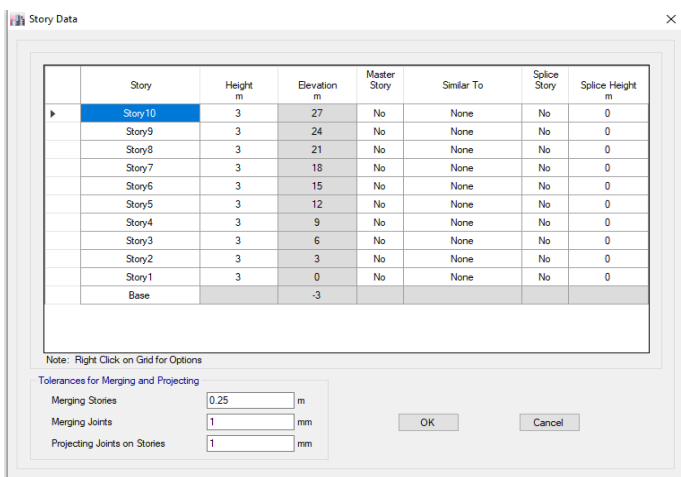 Story Data
Story Height m Elevation m Master Story Similar To Splice Story Splice Height m
Story10 3 27 No None No 0
Story9 3 24 No None No 0
Story8 3 21 No None No 0
Story7 3 18 No None No 0
Story6 3 15 No None No 0
Story5 3 12 No None No 0
Story4 3 9 No None No 0
Story3 3 6 No None No 0
Story2 3 3 No None No 0
Story1 3 0 No None No 0
Base -3
Note: Right Click on Grid for Options
Tolerances for Merging and Projecting
Merging Stories 0.25 m
Merging Joints 1 mm
Projecting Joints on Stories 1 mm
OK Cancel